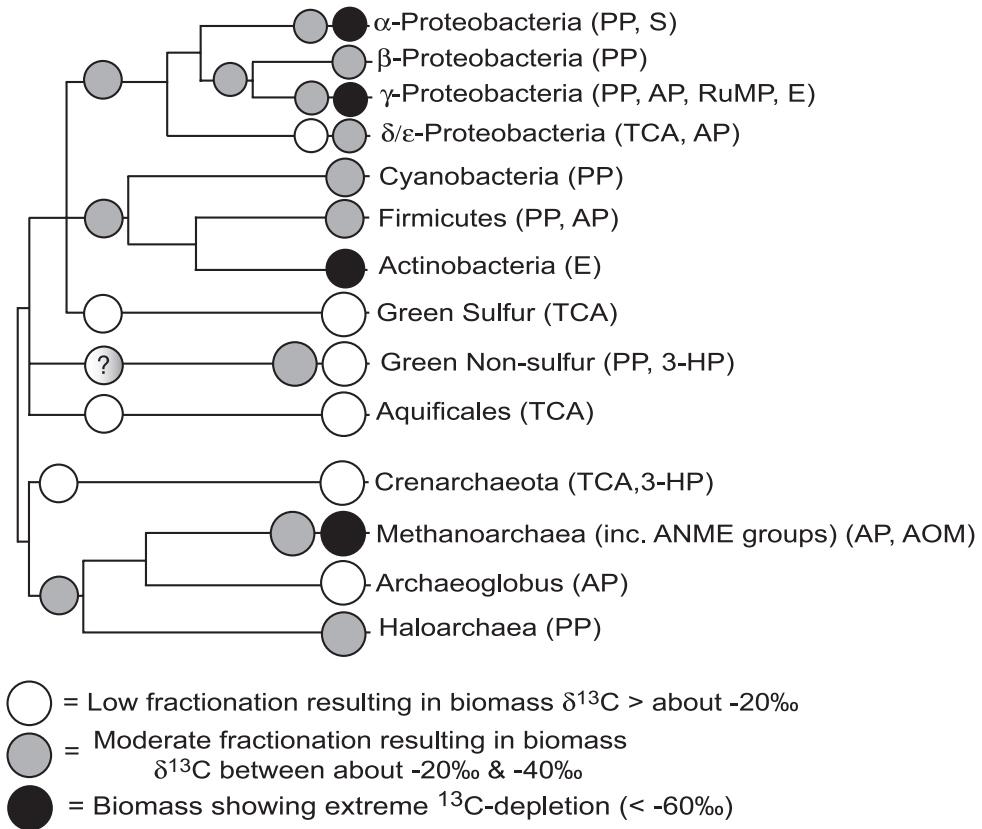 α-Proteobacteria (PP, S)
β-Proteobacteria (PP)
γ-Proteobacteria (PP, AP, RuMP, E)
δ/ε-Proteobacteria (TCA, AP)
Cyanobacteria (PP)
Firmicutes (PP, AP)
Actinobacteria (E)
Green Sulfur (TCA)
? Green Non-sulfur (PP, 3-HP)
Aquificales (TCA)
Crenarchaeota (TCA,3-HP)
Methanoarchaea (inc. ANME groups) (AP, AOM)
Archaeoglobus (AP)
Haloarchaea (PP)
= Low fractionation resulting in biomass δ¹³C > about -20‰
= Moderate fractionation resulting in biomass
δ¹³C between about -20‰ & -40‰
= Biomass showing extreme ¹³C-depletion (< -60‰)